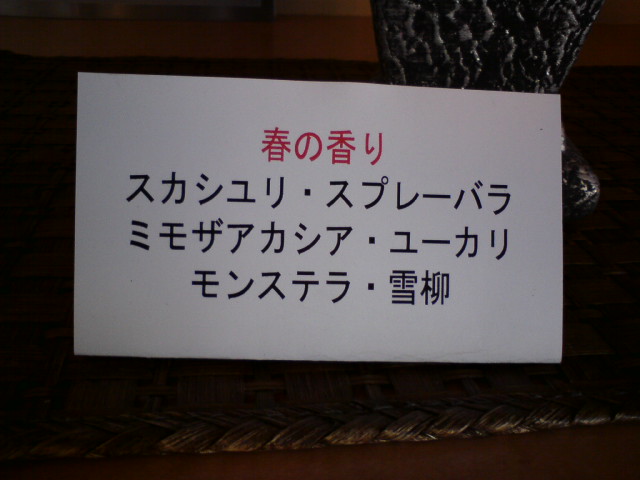 春の香り
スカシユリ・スプレーバラ
ミモザアカシア・ユーカリ
モンステラ・雪柳